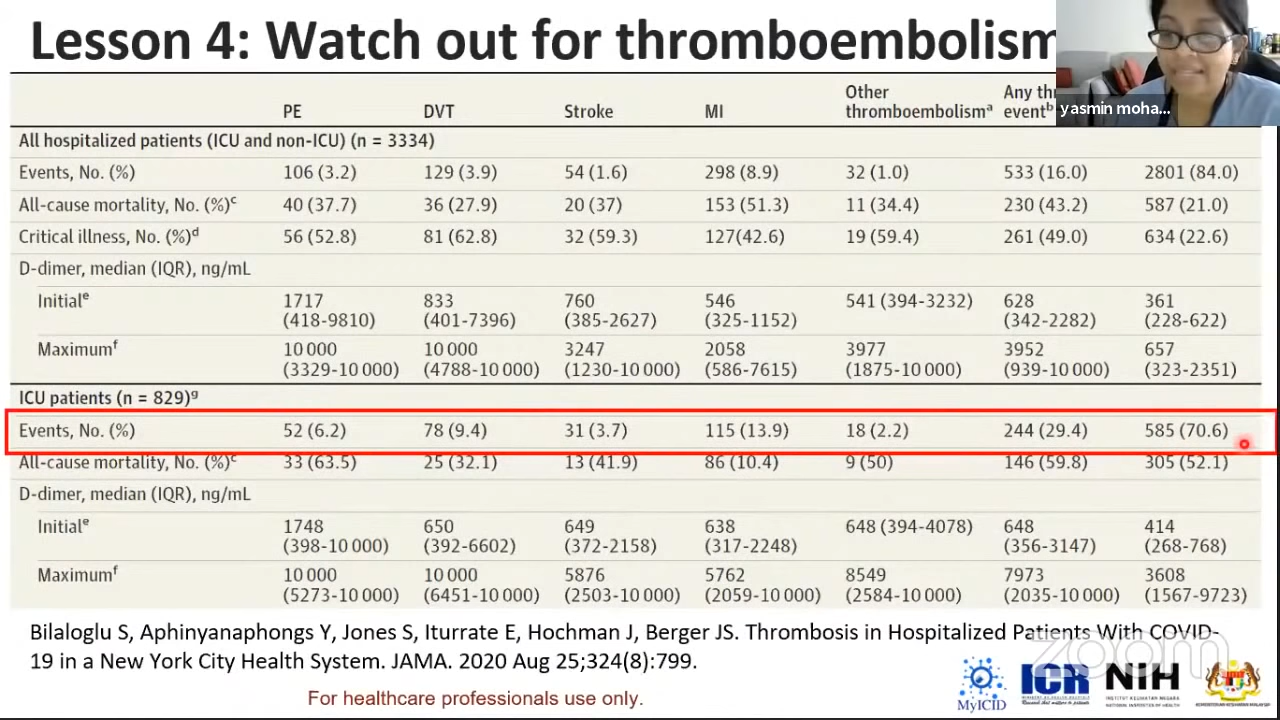 Lesson 4: Watch out for thromboembolism
yasmin moha...
PE DVT Stroke MI Other thromboembolismᵃ Any thr eventᵇ
All hospitalized patients (ICU and non-ICU) (n = 3334)
Events, No. (%) 106 (3.2) 129 (3.9) 54 (1.6) 298 (8.9) 32 (1.0) 533 (16.0) 2801 (84.0)
All-cause mortality, No. (%)ᶜ 40 (37.7) 36 (27.9) 20 (37) 153 (51.3) 11 (34.4) 230 (43.2) 587 (21.0)
Critical illness, No. (%)ᵈ 56 (52.8) 81 (62.8) 32 (59.3) 127(42.6) 19 (59.4) 261 (49.0) 634 (22.6)
D-dimer, median (IQR), ng/mL
Initialᵉ 1717 (418-9810) 833 (401-7396) 760 (385-2627) 546 (325-1152) 541 (394-3232) 628 (342-2282) 361 (228-622)
Maximumᶠ 10 000 (3329-10 000) 10 000 (4788-10 000) 3247 (1230-10 000) 2058 (586-7615) 3977 (1875-10 000) 3952 (939-10 000) 657 (323-2351)
ICU patients (n = 829)ᵍ
Events, No. (%) 52 (6.2) 78 (9.4) 31 (3.7) 115 (13.9) 18 (2.2) 244 (29.4) 585 (70.6)
All-cause mortality, No. (%)ᶜ 33 (63.5) 25 (32.1) 13 (41.9) 86 (10.4) 9 (50) 146 (59.8) 305 (52.1)
D-dimer, median (IQR), ng/mL
Initialᵉ 1748 (398-10 000) 650 (392-6602) 649 (372-2158) 638 (317-2248) 648 (394-4078) 648 (356-3147) 414 (268-768)
Maximumᶠ 10 000 (5273-10 000) 10 000 (6451-10 000) 5876 (2503-10 000) 5762 (2059-10 000) 8549 (2584-10 000) 7973 (2035-10 000) 3608 (1567-9723)
Bilaloglu S, Aphinyanaphongs Y, Jones S, Iturrate E, Hochman J, Berger JS. Thrombosis in Hospitalized Patients With COVID-
19 in a New York City Health System. JAMA. 2020 Aug 25;324(8):799.
zoom
For healthcare professionals use only.
MyICID
ICR
NIH